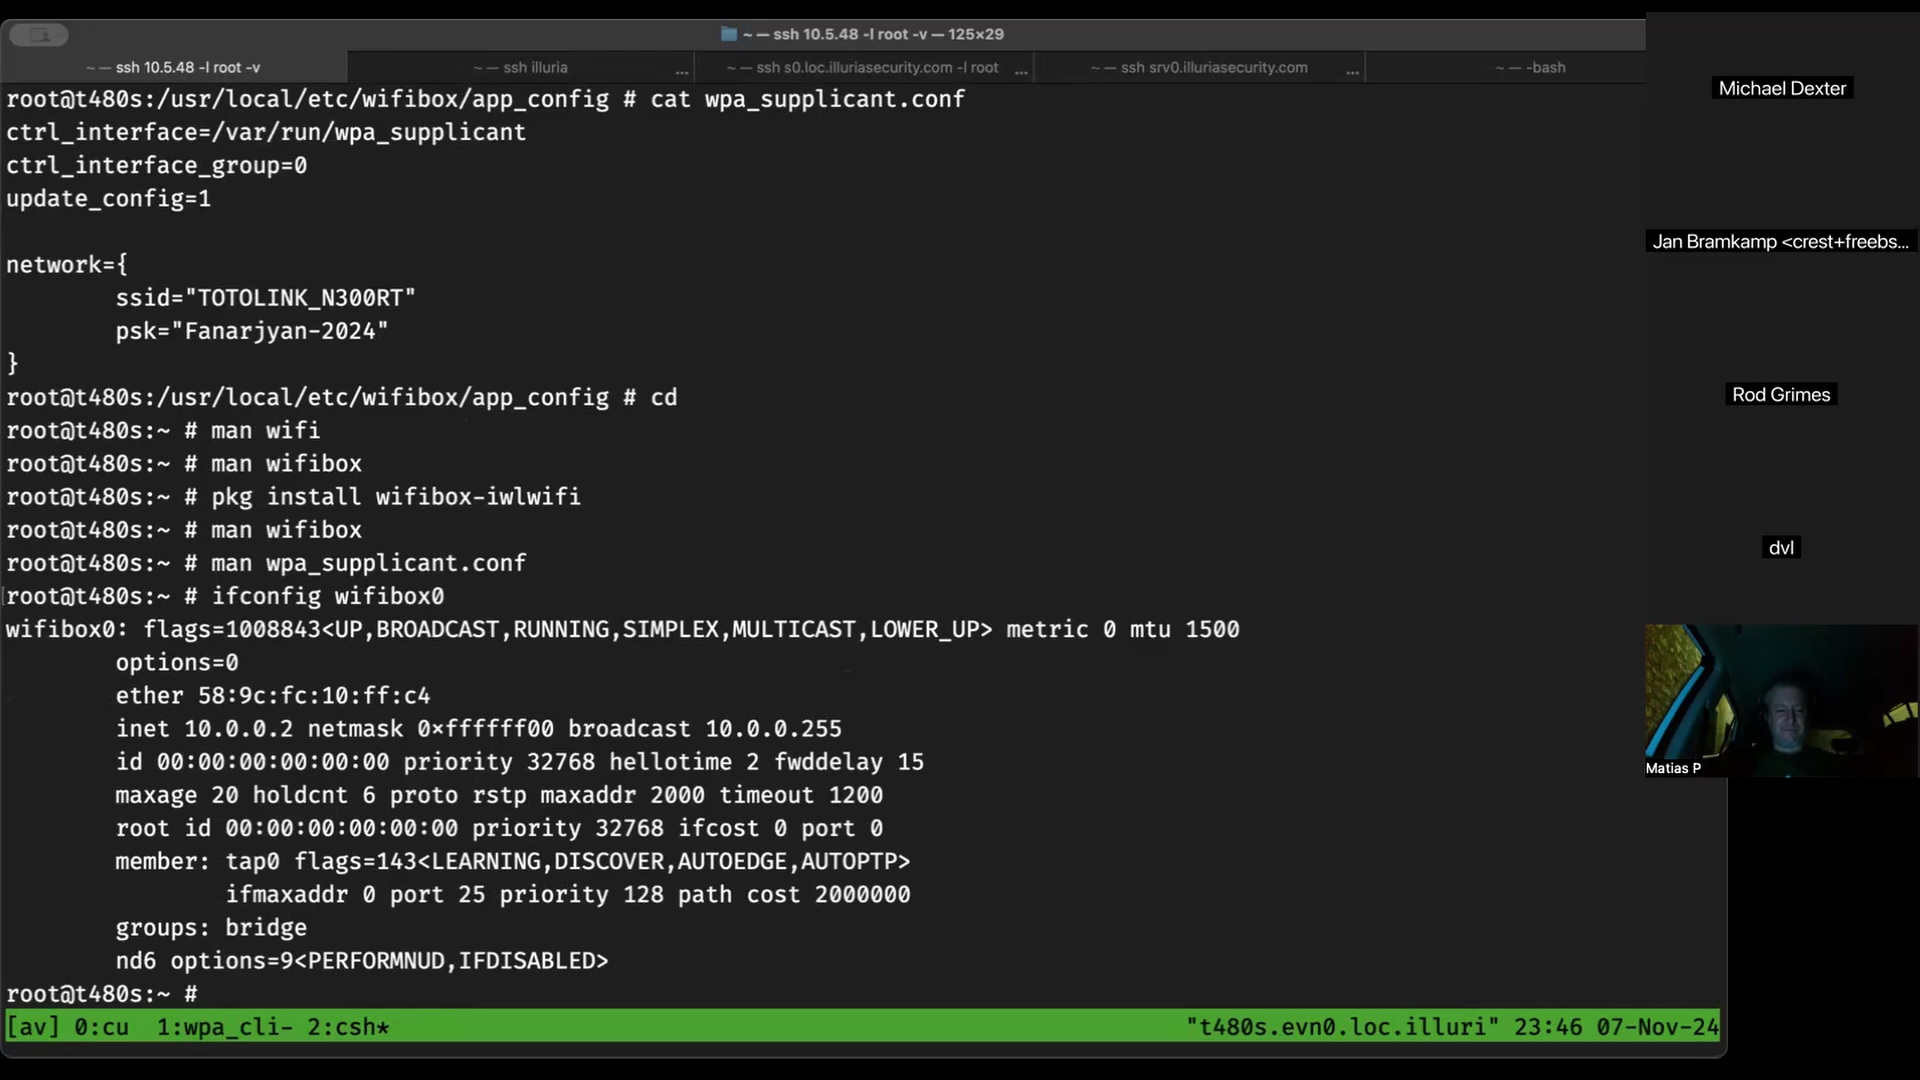 ~ — ssh 10.5.48 -l root -v — 125×29
~ — ssh 10.5.48 -l root -v
~ — ssh illuria ...
~ — ssh s0.loc.illuriasecurity.com -l root ...
~ — ssh srv0.illuriasecurity.com ...
~ — -bash
root@t480s:/usr/local/etc/wifibox/app_config # cat wpa_supplicant.conf
ctrl_interface=/var/run/wpa_supplicant
ctrl_interface_group=0
update_config=1
network={
ssid="TOTOLINK_N300RT"
psk="Fanarjyan-2024"
}
root@t480s:/usr/local/etc/wifibox/app_config # cd
root@t480s:~ # man wifi
root@t480s:~ # man wifibox
root@t480s:~ # pkg install wifibox-iwlwifi
root@t480s:~ # man wifibox
root@t480s:~ # man wpa_supplicant.conf
root@t480s:~ # ifconfig wifibox0
wifibox0: flags=1008843<UP,BROADCAST,RUNNING,SIMPLEX,MULTICAST,LOWER_UP> metric 0 mtu 1500
options=0
ether 58:9c:fc:10:ff:c4
inet 10.0.0.2 netmask 0xffffff00 broadcast 10.0.0.255
id 00:00:00:00:00:00 priority 32768 hellotime 2 fwddelay 15
maxage 20 holdcnt 6 proto rstp maxaddr 2000 timeout 1200
root id 00:00:00:00:00:00 priority 32768 ifcost 0 port 0
member: tap0 flags=143<LEARNING,DISCOVER,AUTOEDGE,AUTOPTP>
ifmaxaddr 0 port 25 priority 128 path cost 2000000
groups: bridge
nd6 options=9<PERFORMNUD,IFDISABLED>
root@t480s:~ #
[av] 0:cu 1:wpa_cli- 2:csh* "t480s.evn0.loc.illuri" 23:46 07-Nov-24
Michael Dexter
Jan Bramkamp <crest+freebs...
Rod Grimes
dvl
Matias P